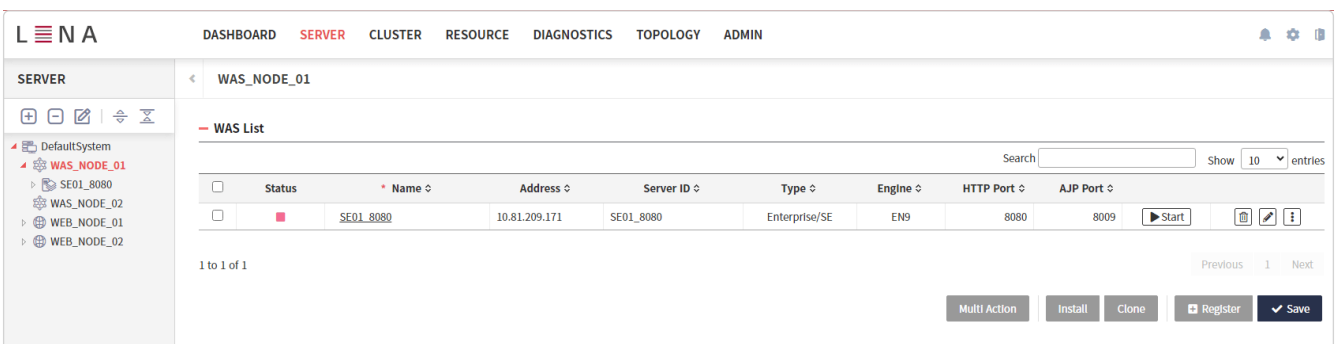 LENA
DASHBOARD SERVER CLUSTER RESOURCE DIAGNOSTICS TOPOLOGY ADMIN
SERVER
WAS_NODE_01
DefaultSystem
WAS_NODE_01
SE01_8080
WAS_NODE_02
WEB_NODE_01
WEB_NODE_02
WAS List
Search Show 10 entries
Status * Name Address Server ID Type Engine HTTP Port AJP Port
SE01_8080 10.81.209.171 SE01_8080 Enterprise/SE EN9 8080 8009 Start
1 to 1 of 1
Previous 1 Next
Multi Action Install Clone Register Save